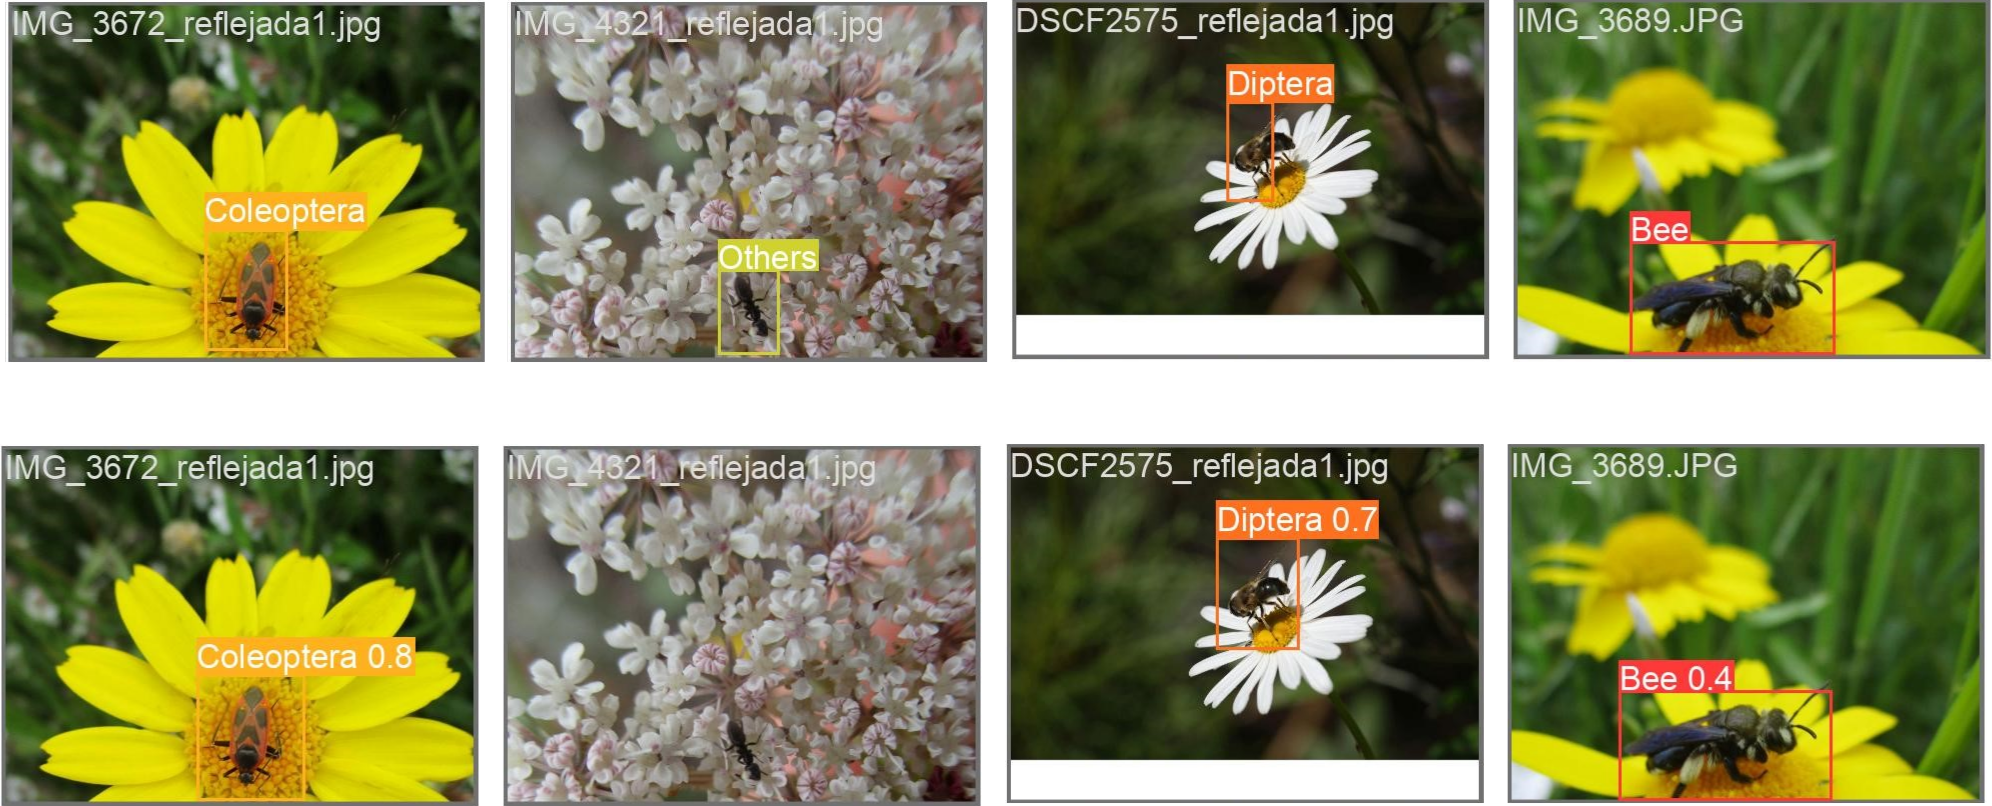 IMG_3672_reflejada1.jpg
IMG_4321_reflejada1.jpg
DSCF2575_reflejada1.jpg
IMG_3689.JPG
Coleoptera
Others
Diptera
Bee
IMG_3672_reflejada1.jpg
IMG_4321_reflejada1.jpg
DSCF2575_reflejada1.jpg
IMG_3689.JPG
Coleoptera 0.8
Diptera 0.7
Bee 0.4